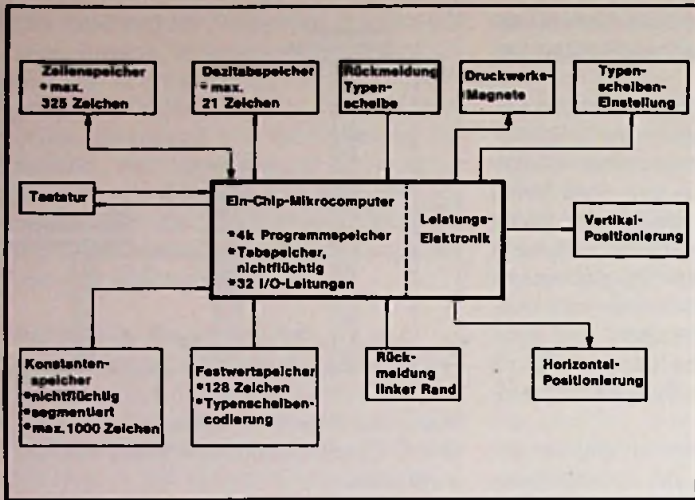 Zeilenspeicher
* max.
325 Zeichen
Dezitabspeicher
* max.
21 Zeichen
Rückmeldung
Typen-
scheibe
Druckwerks-
Magnete
Typen-
scheiben-
Einstellung
Tastatur
Ein-Chip-Mikrocomputer
* 4k Programmspeicher
* Tabspeicher,
nichtflüchtig
* 32 I/O-Leitungen
Leistungs-
Elektronik
Vertikal-
Positionierung
Konstanten-
speicher
* nichtflüchtig
* segmentiert
* max. 1000 Zeichen
Festwertspeicher
* 128 Zeichen
* Typenscheiben-
codierung
Rück-
meldung
linker Rand
Horizontal-
Positionierung